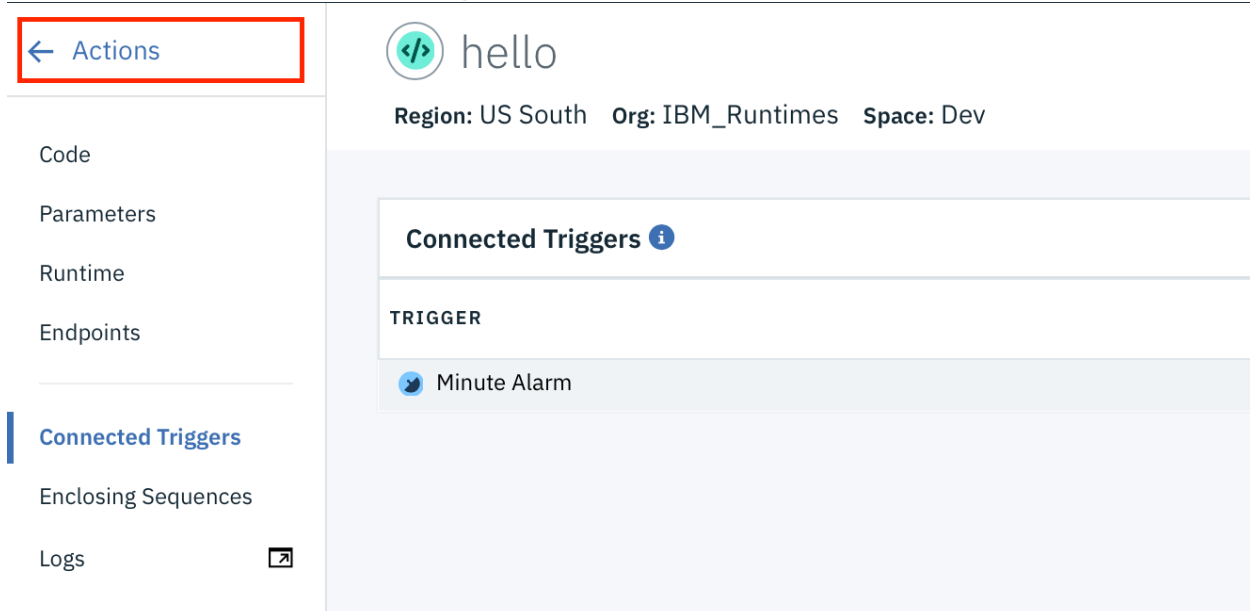 ← Actions
Code
Parameters
Runtime
Endpoints
Connected Triggers
Enclosing Sequences
Logs
</> hello
Region: US South Org: IBM_Runtimes Space: Dev
Connected Triggers i
TRIGGER
Minute Alarm